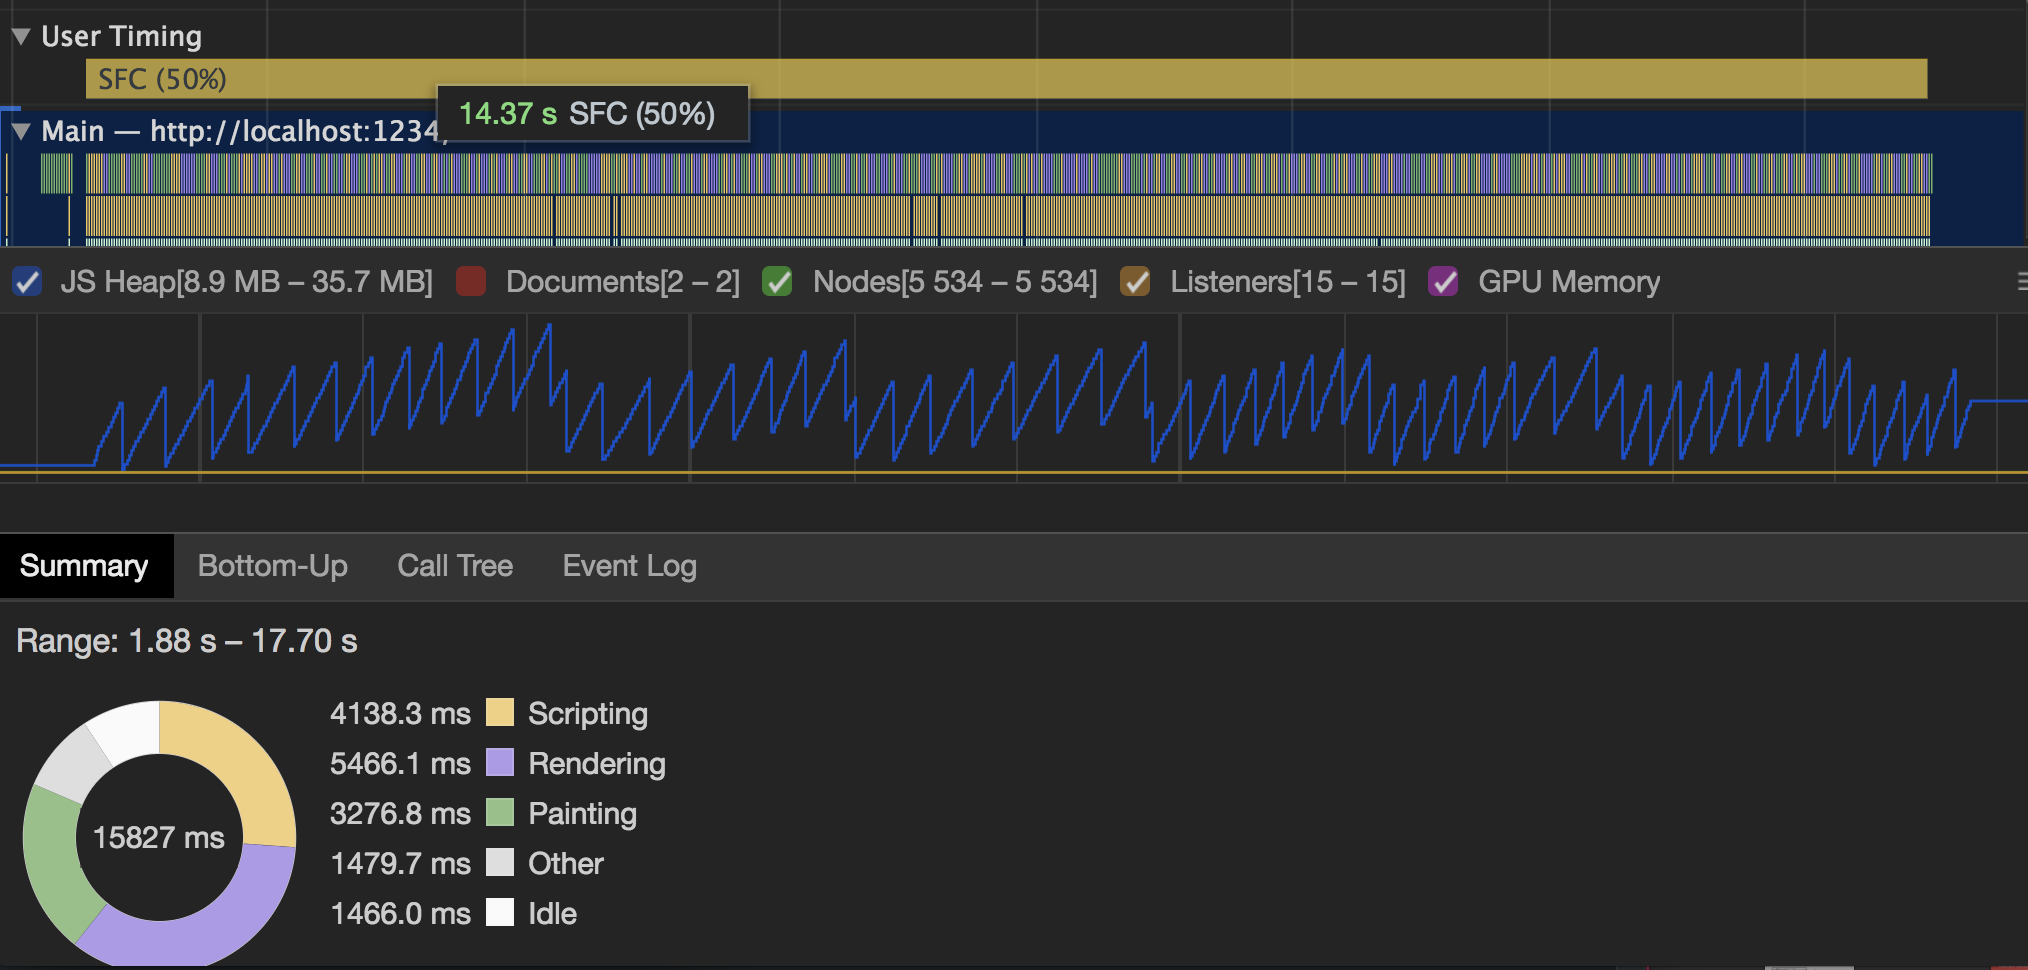 User Timing
SFC (50%)
14.37 s SFC (50%)
Main — http://localhost:1234/
JS Heap[8.9 MB – 35.7 MB] Documents[2 – 2] Nodes[5 534 – 5 534] Listeners[15 – 15] GPU Memory
Summary Bottom-Up Call Tree Event Log
Range: 1.88 s – 17.70 s
4138.3 ms Scripting
5466.1 ms Rendering
3276.8 ms Painting
15827 ms
1479.7 ms Other
1466.0 ms Idle